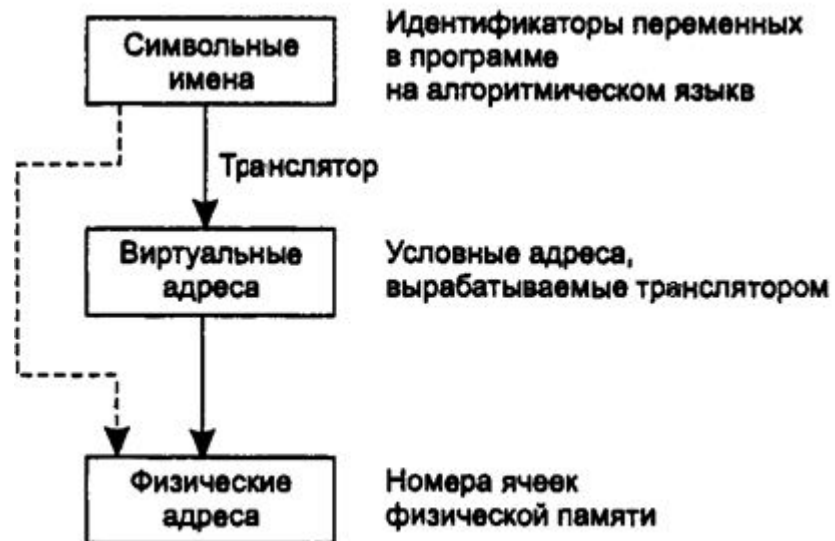 Символьные
имена
Идентификаторы переменных
в программе
на алгоритмическом языкв
Транслятор
Виртуальные
адреса
Условные адреса,
вырабатываемые транслятором
Физические
адреса
Номера ячеек
физической памяти